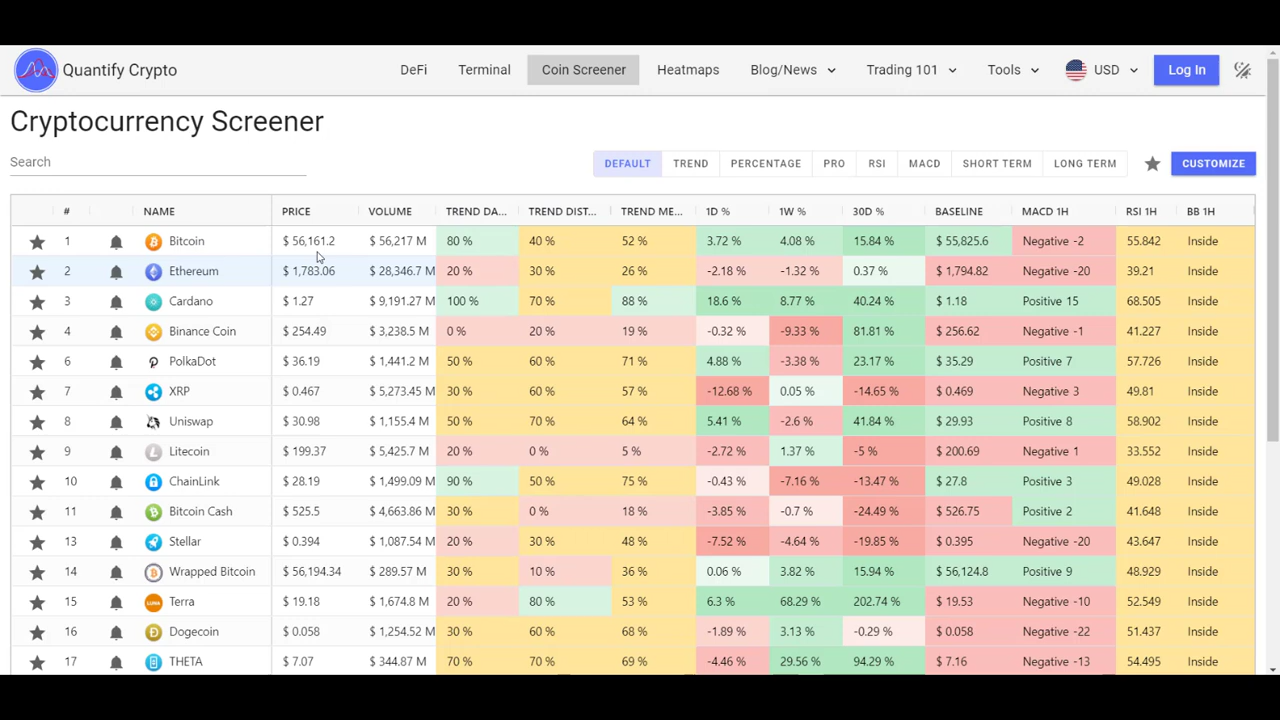 Quantify Crypto DeFi Terminal Coin Screener Heatmaps Blog/News Trading 101 Tools USD Log In
Cryptocurrency Screener
Search DEFAULT TREND PERCENTAGE PRO RSI MACD SHORT TERM LONG TERM CUSTOMIZE
# NAME PRICE VOLUME TREND DA... TREND DIST... TREND ME... 1D % 1W % 30D % BASELINE MACD 1H RSI 1H BB 1H
1 Bitcoin $ 56,161.2 $ 56,217 M 80 % 40 % 52 % 3.72 % 4.08 % 15.84 % $ 55,825.6 Negative -2 55.842 Inside
2 Ethereum $ 1,783.06 $ 28,346.7 M 20 % 30 % 26 % -2.18 % -1.32 % 0.37 % $ 1,794.82 Negative -20 39.21 Inside
3 Cardano $ 1.27 $ 9,191.27 M 100 % 70 % 88 % 18.6 % 8.77 % 40.24 % $ 1.18 Positive 15 68.505 Inside
4 Binance Coin $ 254.49 $ 3,238.5 M 0 % 20 % 19 % -0.32 % -9.33 % 81.81 % $ 256.62 Negative -1 41.227 Inside
6 PolkaDot $ 36.19 $ 1,441.2 M 50 % 60 % 71 % 4.88 % -3.38 % 23.17 % $ 35.29 Positive 7 57.726 Inside
7 XRP $ 0.467 $ 5,273.45 M 30 % 60 % 57 % -12.68 % 0.05 % -14.65 % $ 0.469 Negative 3 49.81 Inside
8 Uniswap $ 30.98 $ 1,155.4 M 50 % 70 % 64 % 5.41 % -2.6 % 41.84 % $ 29.93 Positive 8 58.902 Inside
9 Litecoin $ 199.37 $ 5,425.7 M 20 % 0 % 5 % -2.72 % 1.37 % -5 % $ 200.69 Negative 1 33.552 Inside
10 ChainLink $ 28.19 $ 1,499.09 M 90 % 50 % 75 % -0.43 % -7.16 % -13.47 % $ 27.8 Positive 3 49.028 Inside
11 Bitcoin Cash $ 525.5 $ 4,663.86 M 30 % 0 % 18 % -3.85 % -0.7 % -24.49 % $ 526.75 Positive 2 41.648 Inside
13 Stellar $ 0.394 $ 1,087.54 M 20 % 30 % 48 % -7.52 % -4.64 % -19.85 % $ 0.395 Negative -20 43.647 Inside
14 Wrapped Bitcoin $ 56,194.34 $ 289.57 M 30 % 10 % 36 % 0.06 % 3.82 % 15.94 % $ 56,124.8 Positive 9 48.929 Inside
15 Terra $ 19.18 $ 1,674.8 M 20 % 80 % 53 % 6.3 % 68.29 % 202.74 % $ 19.53 Negative -10 52.549 Inside
16 Dogecoin $ 0.058 $ 1,254.52 M 30 % 60 % 68 % -1.89 % 3.13 % -0.29 % $ 0.058 Negative -22 51.437 Inside
17 THETA $ 7.07 $ 344.87 M 70 % 70 % 69 % -4.46 % 29.56 % 94.29 % $ 7.16 Negative -13 54.495 Inside